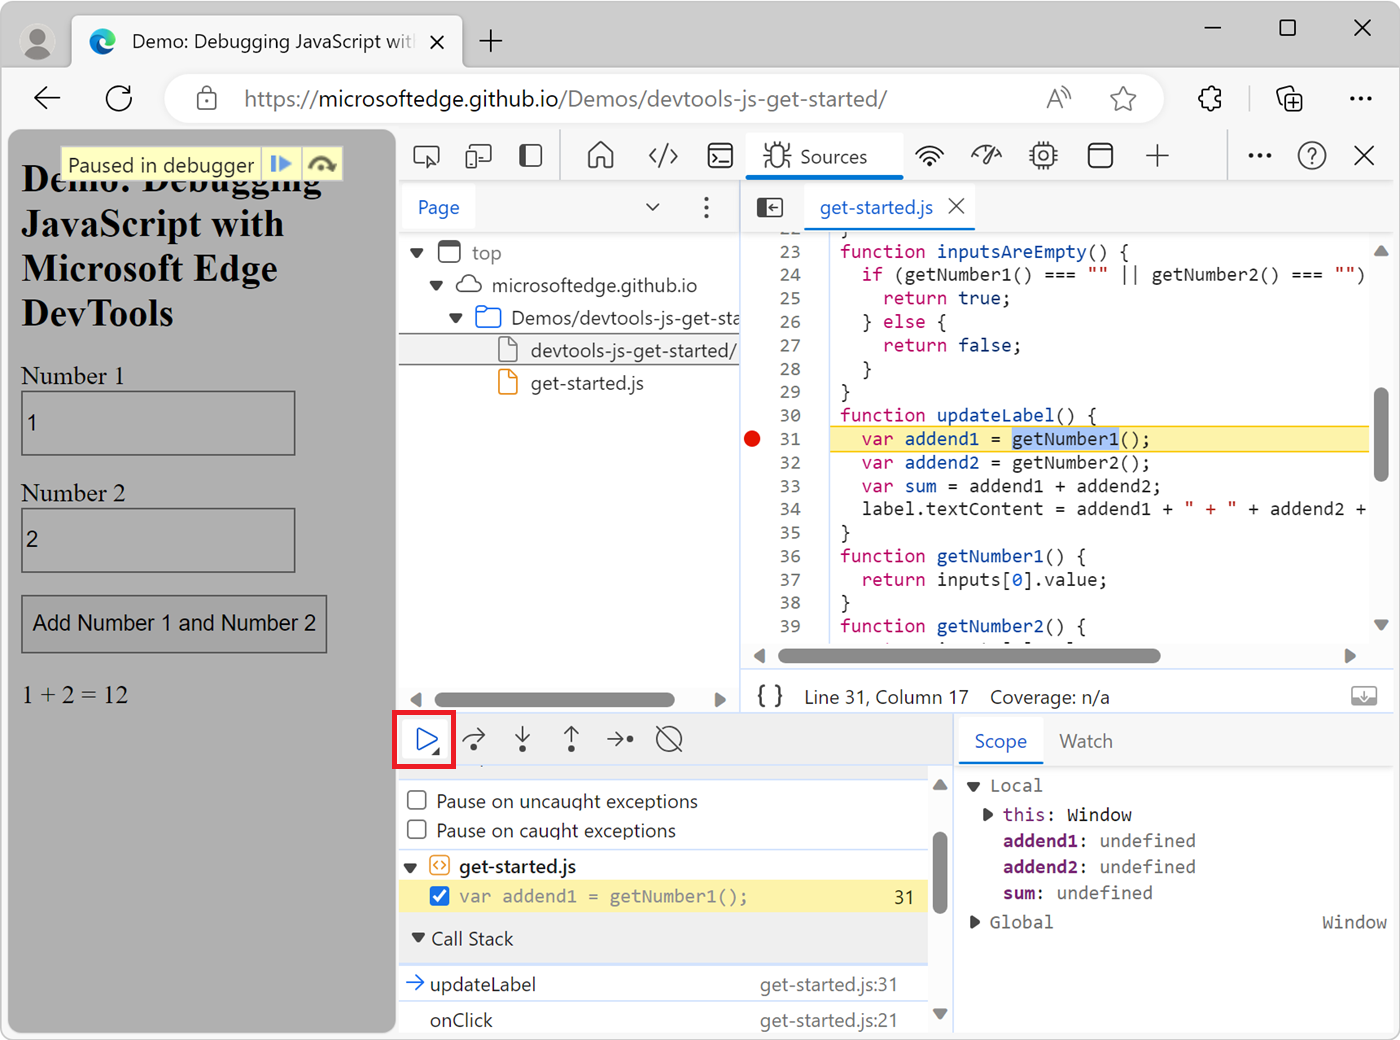 Demo: Debugging JavaScript wit
https://microsoftedge.github.io/Demos/devtools-js-get-started/
Paused in debugger
Demo: Debugging
JavaScript with
Microsoft Edge
DevTools
Number 1
1
Number 2
2
Add Number 1 and Number 2
1 + 2 = 12
Sources
Page
top
microsoftedge.github.io
Demos/devtools-js-get-sta
devtools-js-get-started/
get-started.js
get-started.js
22 }
23 function inputsAreEmpty() {
24 if (getNumber1() === "" || getNumber2() === "")
25 return true;
26 } else {
27 return false;
28 }
29 }
30 function updateLabel() {
31 var addend1 = getNumber1();
32 var addend2 = getNumber2();
33 var sum = addend1 + addend2;
34 label.textContent = addend1 + " + " + addend2 +
35 }
36 function getNumber1() {
37 return inputs[0].value;
38 }
39 function getNumber2() {
{ } Line 31, Column 17 Coverage: n/a
Pause on uncaught exceptions
Pause on caught exceptions
get-started.js
var addend1 = getNumber1(); 31
Call Stack
updateLabel get-started.js:31
onClick get-started.js:21
Scope Watch
Local
this: Window
addend1: undefined
addend2: undefined
sum: undefined
Global Window